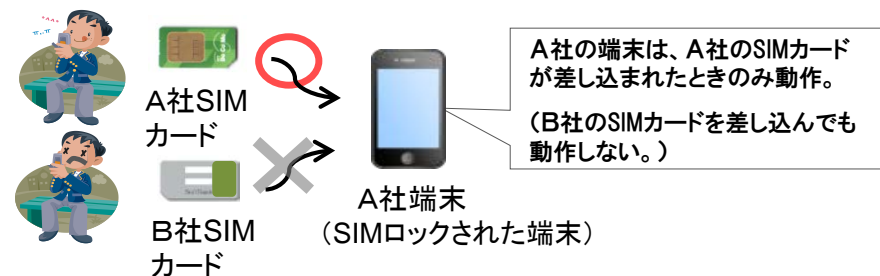 A社SIM
カード
B社SIM
カード
A社端末
（SIMロックされた端末）
A社の端末は、A社のSIMカード
が差し込まれたときのみ動作。
（B社のSIMカードを差し込んでも
動作しない。）